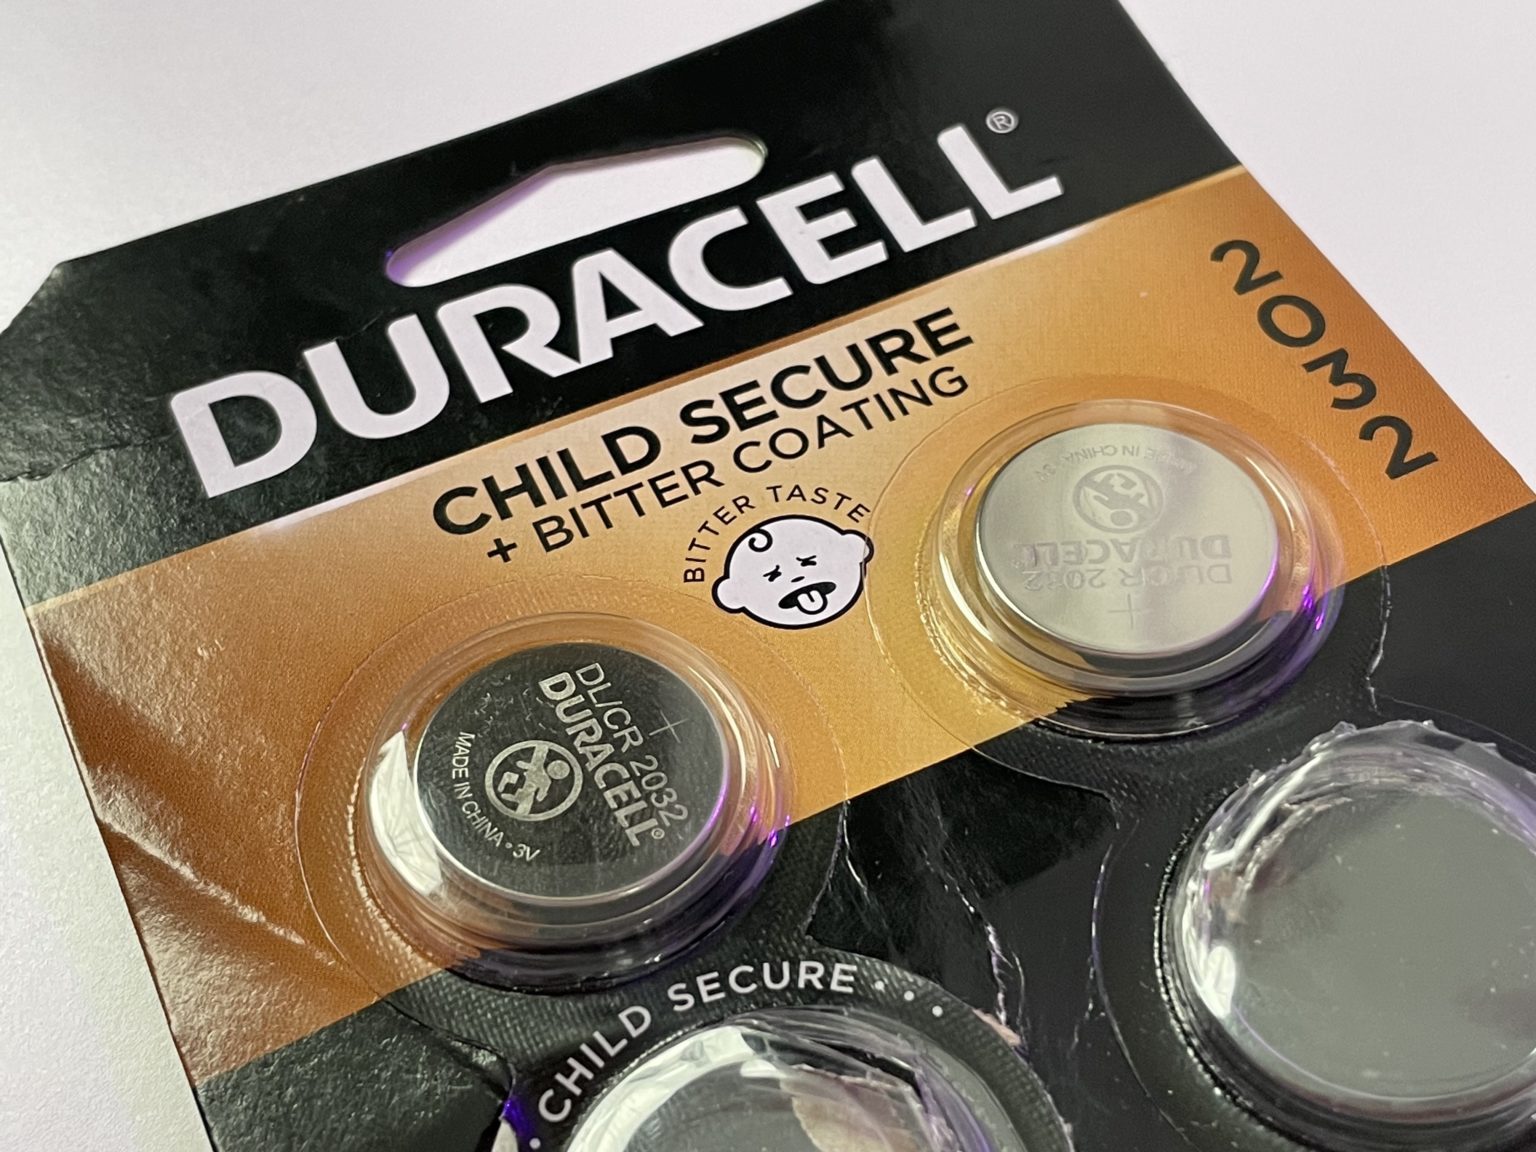 DURACELL®
CHILD SECURE
+ BITTER COATING
BITTER TASTE
2032
MADE IN CHINA • 3V
DURACELL
DL/CR 2032
+
+
DL/CR 2032
DURACELL®
MADE IN CHINA • 3V
• CHILD SECURE • • •